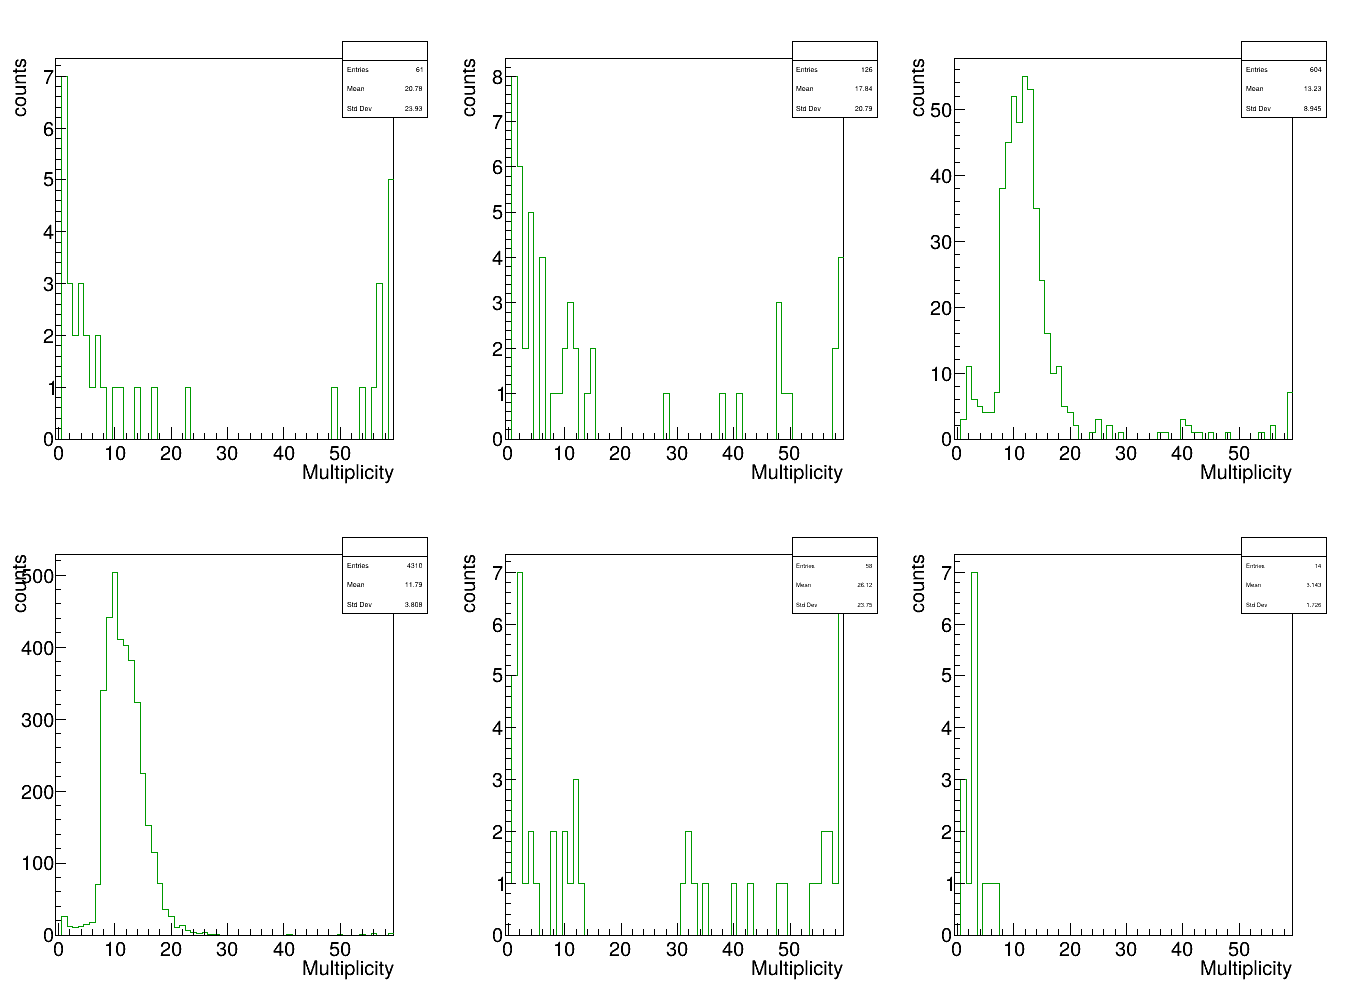 counts
7
6
5
4
3
2
1
0
0 10 20 30 40 50
Multiplicity
Entries 61
Mean 20.78
Std Dev 23.93
counts
8
7
6
5
4
3
2
1
0
0 10 20 30 40 50
Multiplicity
Entries 126
Mean 17.84
Std Dev 20.79
counts
50
40
30
20
10
0
0 10 20 30 40 50
Multiplicity
Entries 604
Mean 13.23
Std Dev 8.945
counts
500
400
300
200
100
0
0 10 20 30 40 50
Multiplicity
Entries 4310
Mean 11.79
Std Dev 3.808
counts
7
6
5
4
3
2
1
0
0 10 20 30 40 50
Multiplicity
Entries 58
Mean 26.12
Std Dev 23.75
counts
7
6
5
4
3
2
1
0
0 10 20 30 40 50
Multiplicity
Entries 14
Mean 3.143
Std Dev 1.726